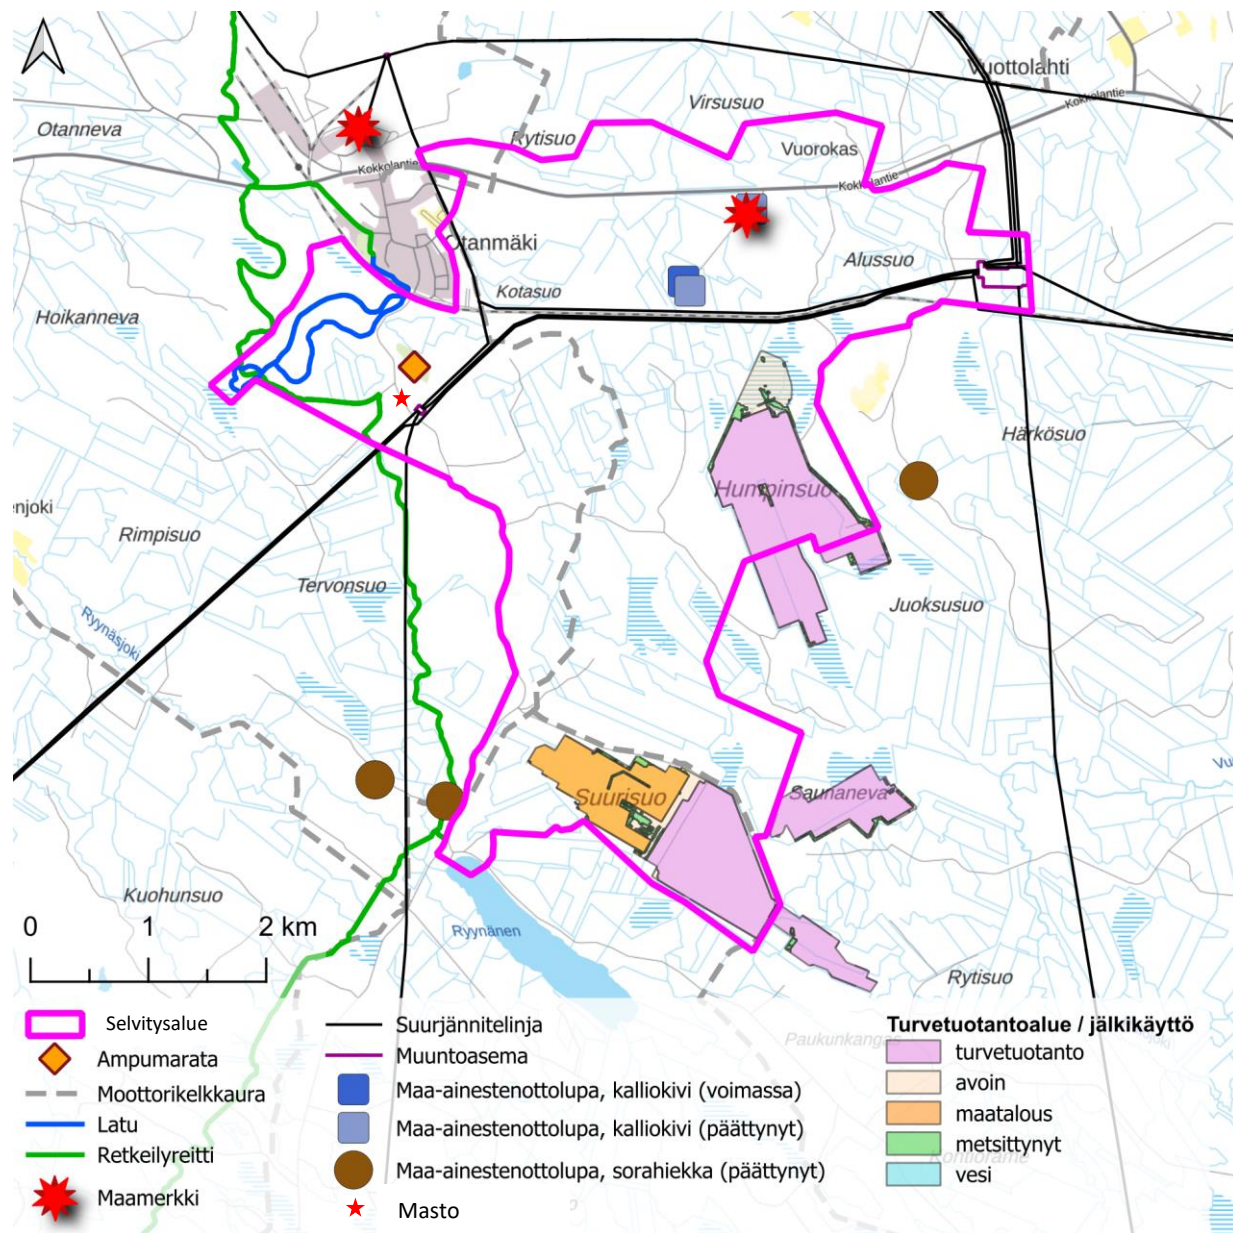 Vuottolahti
Kokkolantie
Virsusuo
Otanneva
Rytisuo
Vuorokas
Kokkolantie
Kokkolantie
Otanmäki
Alussuo
Kotasuo
Hoikanneva
Härkösuo
Humpinsuo
enjoki
Rimpisuo
Tervonsuo
Juoksusuo
Ryynäsjoki
Vu
Suurisuo
Saunaneva
Kuohunsuo
0 1 2 km
Ryynänen
Rytisuo
Selvitysalue
Ampumarata
Moottorikelkkaura
Latu
Retkeilyreitti
Maamerkki
Suurjännitelinja
Muuntoasema
Maa-ainestenottolupa, kalliokivi (voimassa)
Maa-ainestenottolupa, kalliokivi (päättynyt)
Maa-ainestenottolupa, sorahiekka (päättynyt)
Masto
Paukunkangas
Turvetuotantoalue / jälkikäyttö
turvetuotanto
avoin
maatalous
metsittynyt
vesi